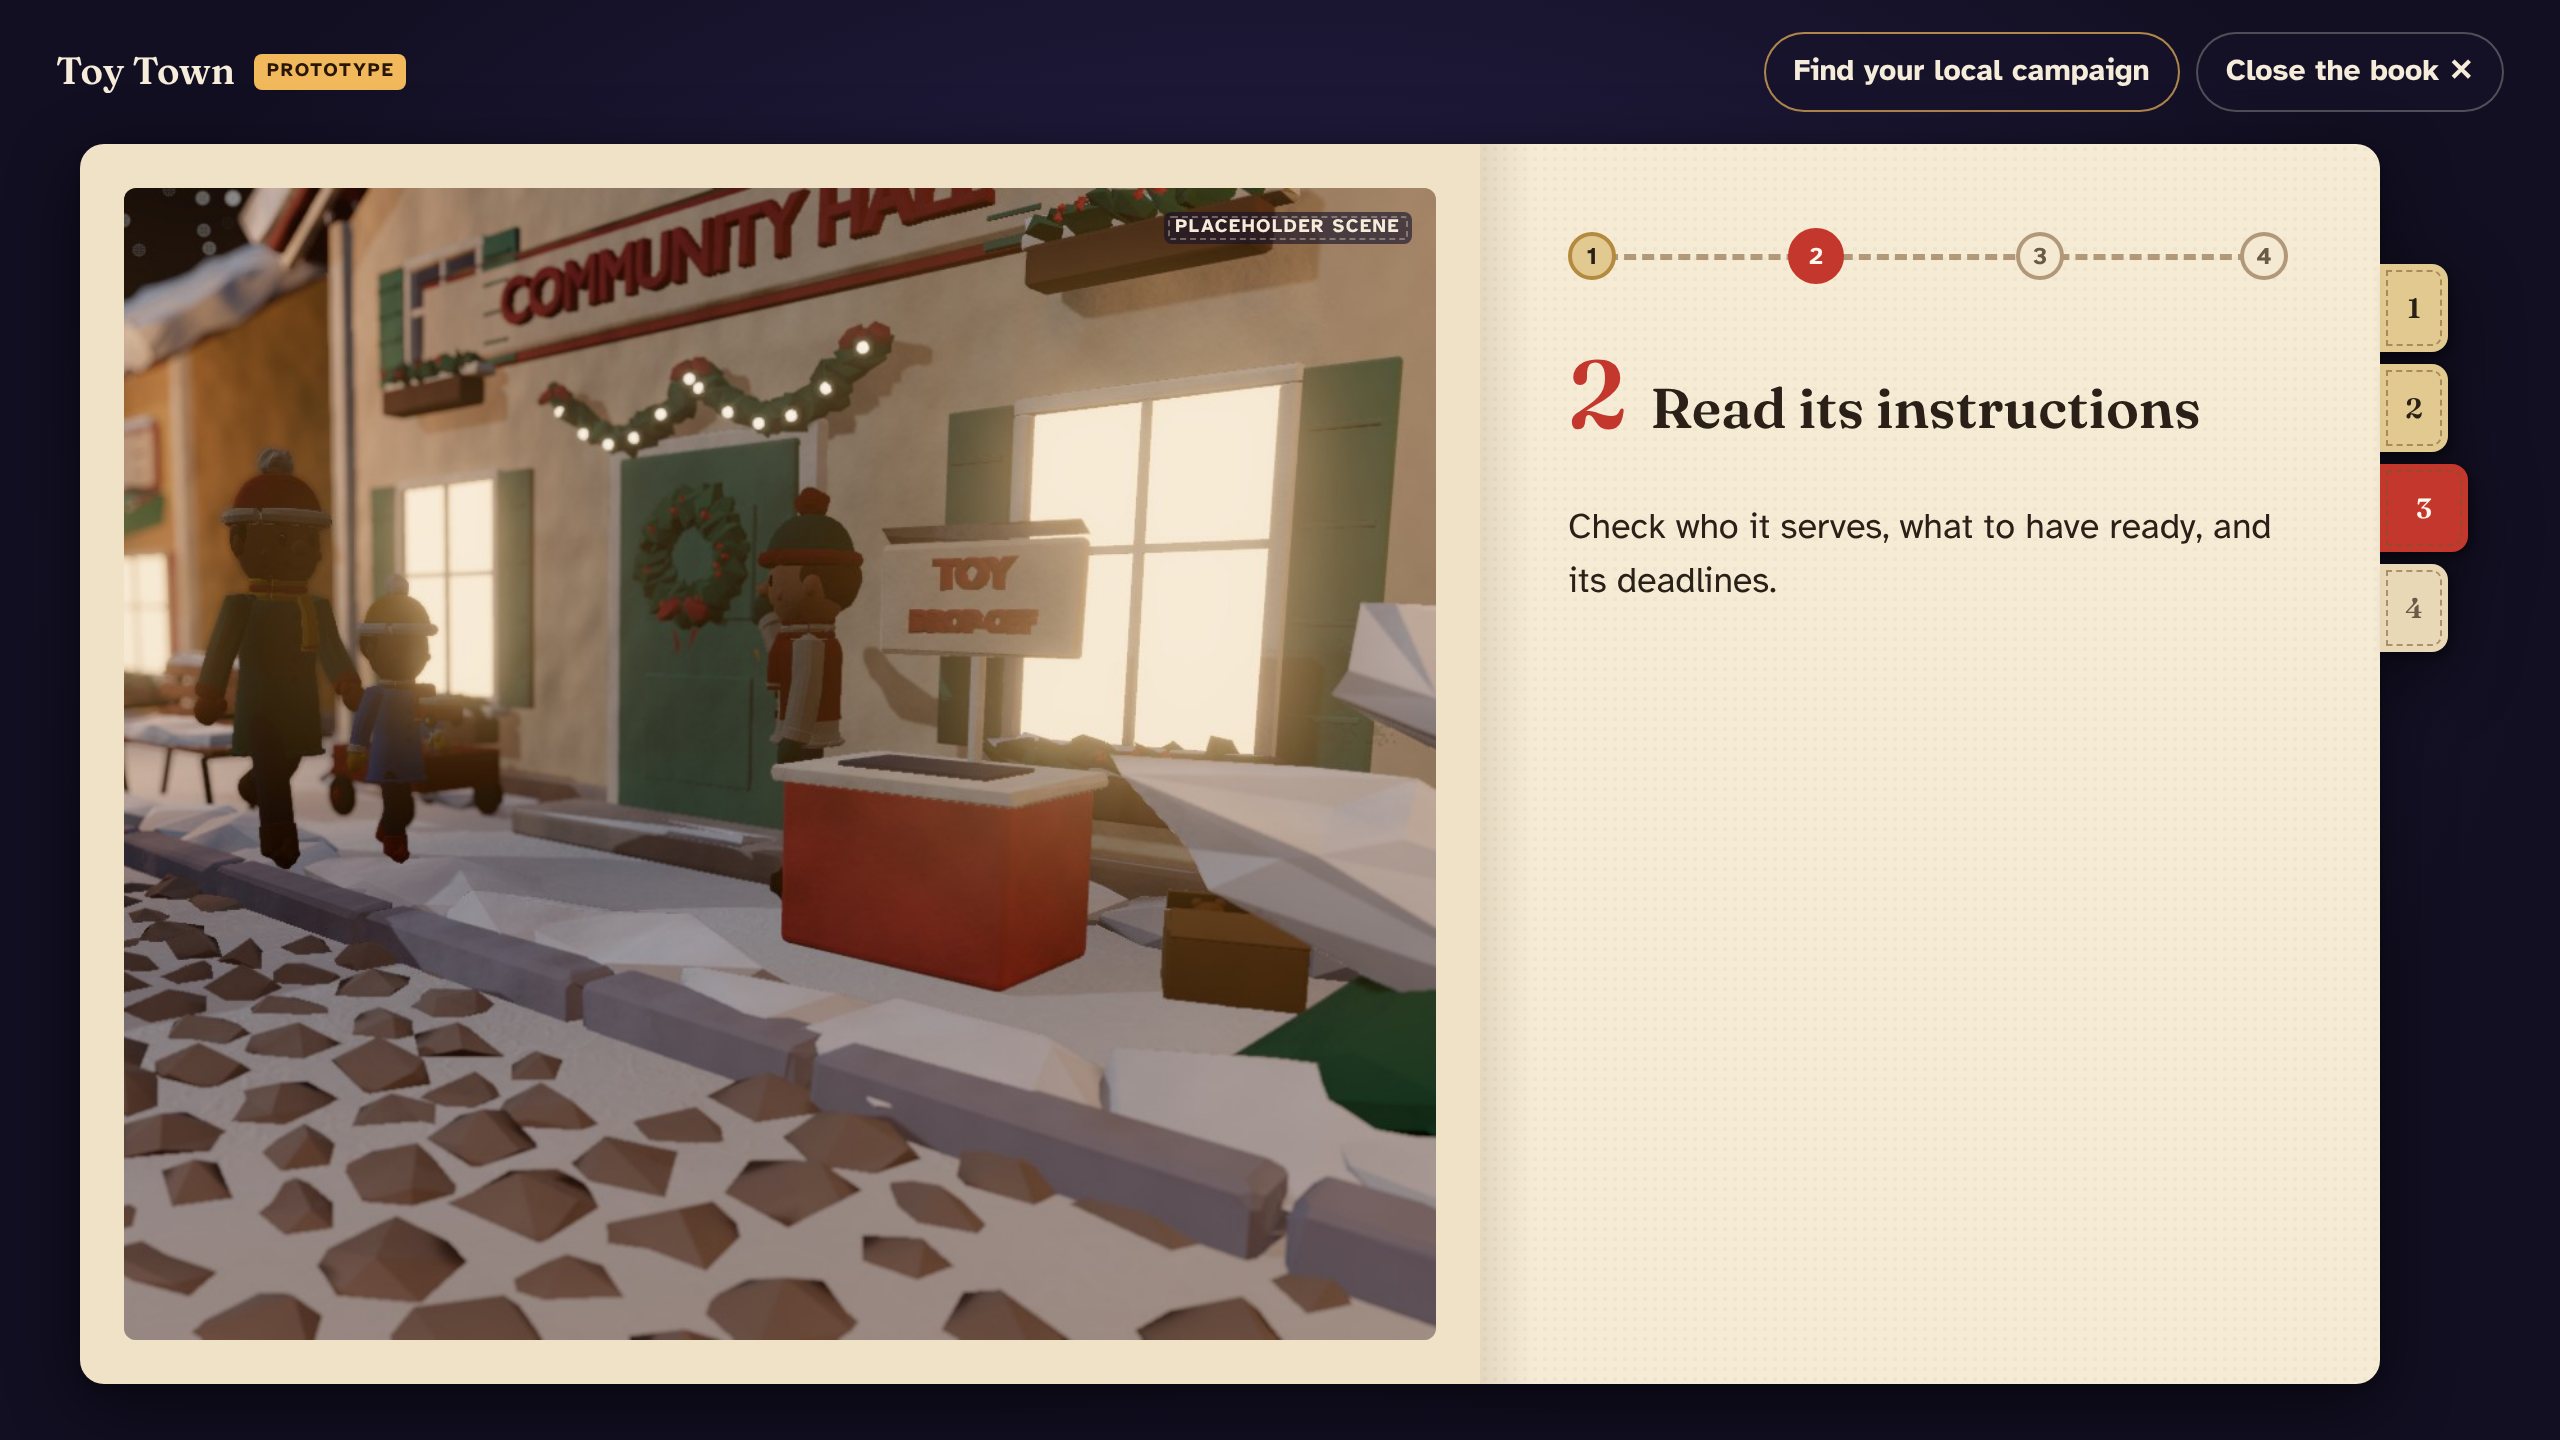 Toy Town
PROTOTYPE
Find your local campaign
Close the book ✕
COMMUNITY HALL
PLACEHOLDER SCENE
TOY
DROP-OFF
1
2
3
4
2 Read its instructions
Check who it serves, what to have ready, and
its deadlines.
1
2
3
4